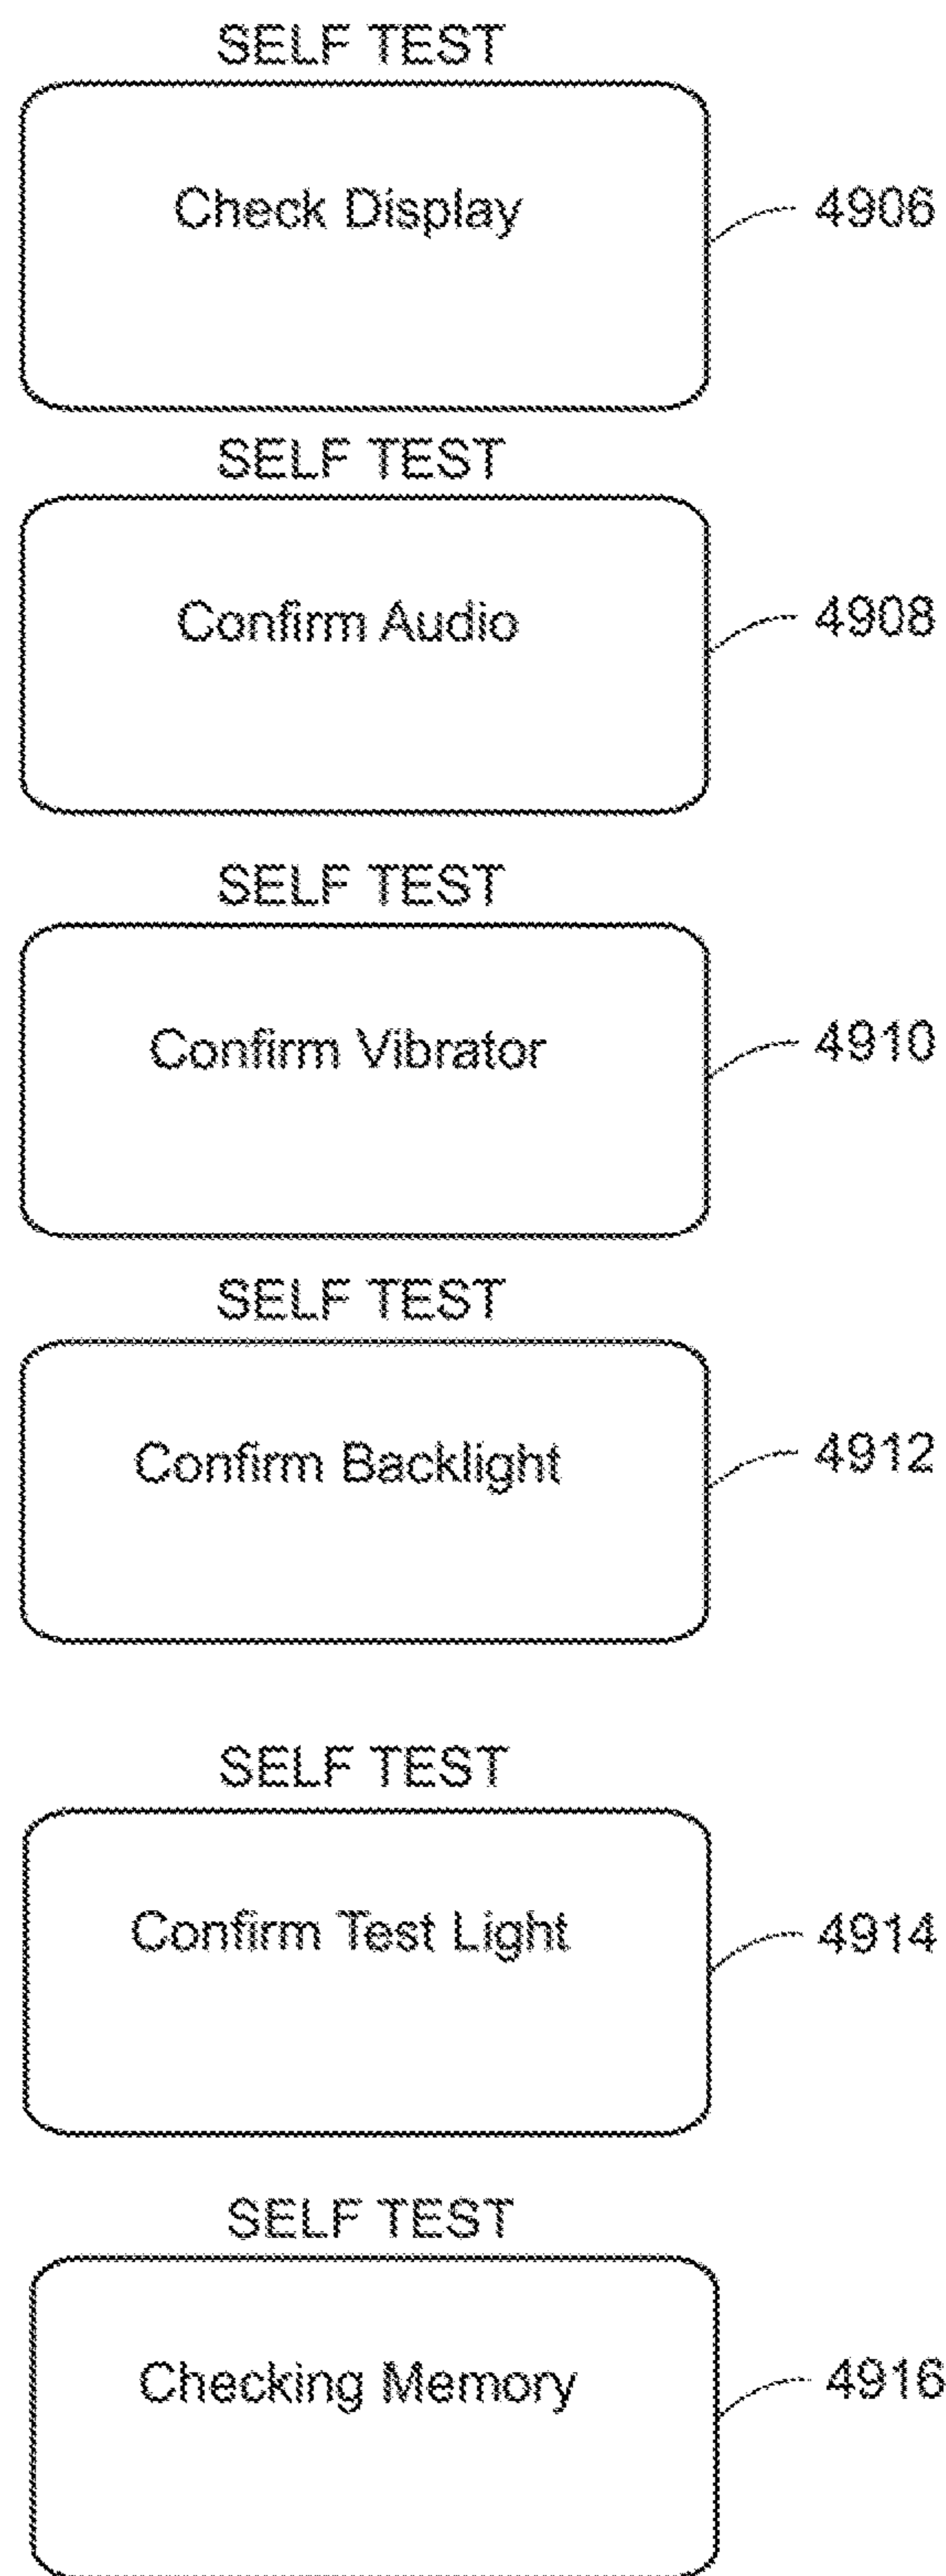 SELF TEST
Check Display
4906
SELF TEST
Confirm Audio
4908
SELF TEST
Confirm Vibrator
4910
SELF TEST
Confirm Backlight
4912
SELF TEST
Confirm Test Light
4914
SELF TEST
Checking Memory
4916